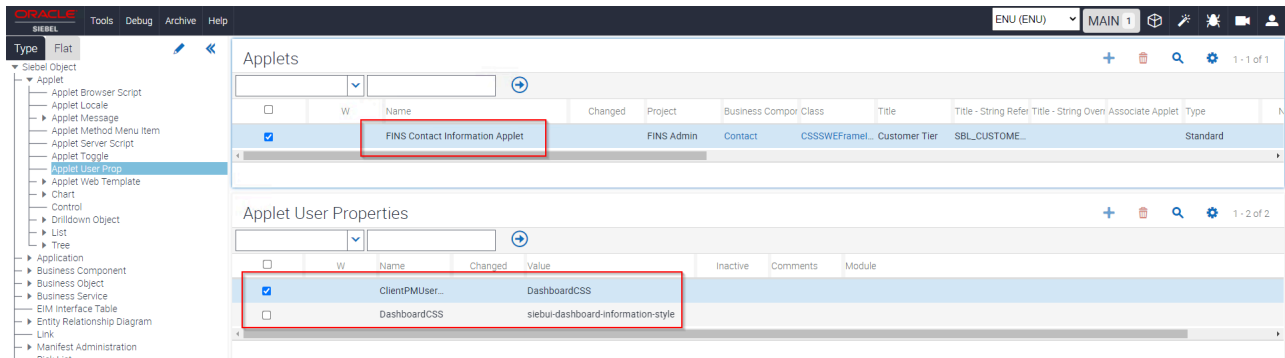 ORACLE
SIEBEL
Tools Debug Archive Help
ENU (ENU)
MAIN 1
Type Flat
Siebel Object
Applet
Applet Browser Script
Applet Locale
Applet Message
Applet Method Menu Item
Applet Server Script
Applet Toggle
Applet User Prop
Applet Web Template
Chart
Control
Drilldown Object
List
Tree
Application
Business Component
Business Object
Business Service
EIM Interface Table
Entity Relationship Diagram
Link
Manifest Administration
Applets
1 - 1 of 1
W Name Changed Project Business Compor Class Title Title - String Refer Title - String Overr Associate Applet Type N
FINS Contact Information Applet FINS Admin Contact CSSSWEFrameI... Customer Tier SBL_CUSTOME... Standard
Applet User Properties
1 - 2 of 2
W Name Changed Value Inactive Comments Module
ClientPMUser... DashboardCSS
DashboardCSS siebui-dashboard-information-style